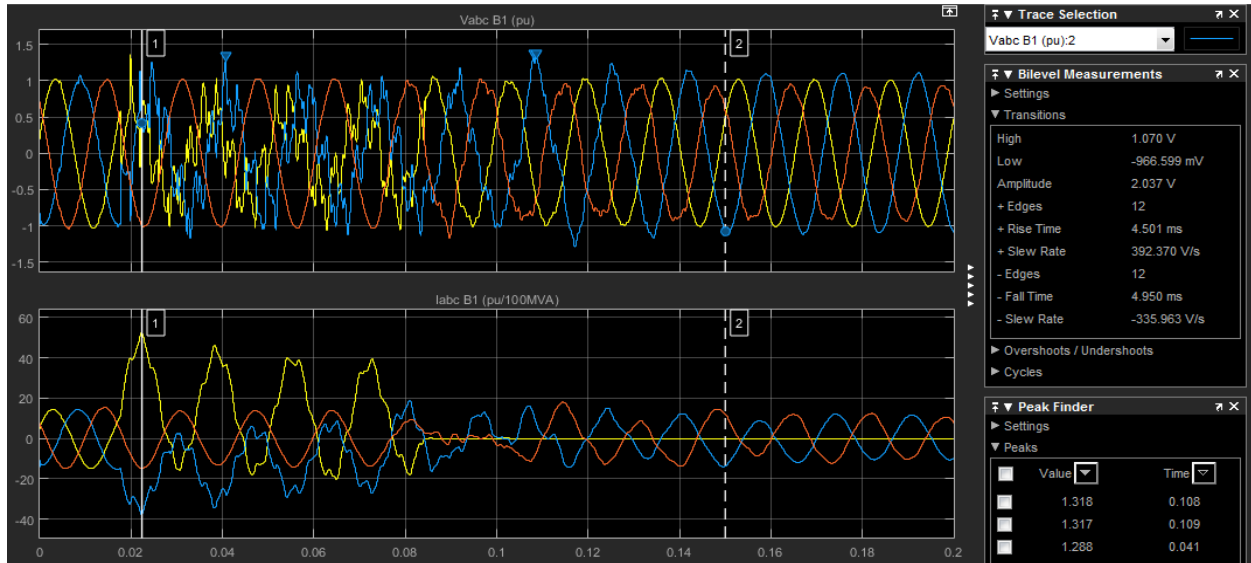 Vabc B1 (pu)
1.5
1
0.5
0
-0.5
-1
-1.5
1
2
Iabc B1 (pu/100MVA)
60
40
20
0
-20
-40
1
2
0 0.02 0.04 0.06 0.08 0.1 0.12 0.14 0.16 0.18 0.2
Trace Selection
Vabc B1 (pu):2
Bilevel Measurements
Settings
Transitions
High 1.070 V
Low -966.599 mV
Amplitude 2.037 V
+ Edges 12
+ Rise Time 4.501 ms
+ Slew Rate 392.370 V/s
- Edges 12
- Fall Time 4.950 ms
- Slew Rate -335.963 V/s
Overshoots / Undershoots
Cycles
Peak Finder
Settings
Peaks
Value Time
1.318 0.108
1.317 0.109
1.288 0.041